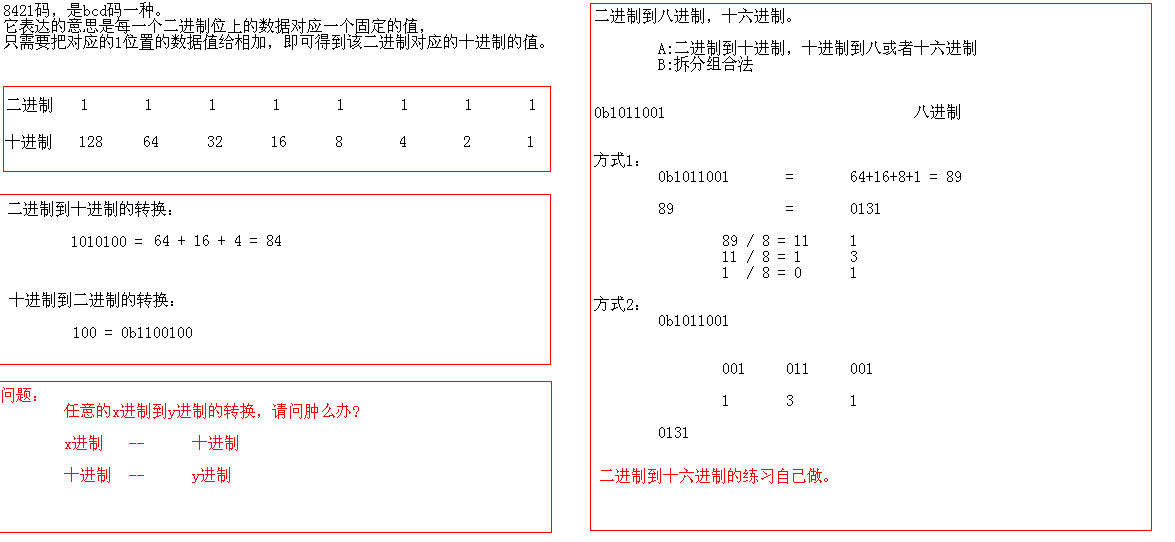 8421码，是bcd码一种。
它表达的意思是每一个二进制位上的数据对应一个固定的值，
只需要把对应的1位置的数据值给相加，即可得到该二进制对应的十进制的值。
二进制 1 1 1 1 1 1 1 1
十进制 128 64 32 16 8 4 2 1
二进制到十进制的转换：
1010100 = 64 + 16 + 4 = 84
十进制到二进制的转换：
100 = 0b1100100
问题：
任意的x进制到y进制的转换，请问肿么办?
x进制 -- 十进制
十进制 -- y进制
二进制到八进制，十六进制。
A:二进制到十进制，十进制到八或者十六进制
B:拆分组合法
0b1011001 八进制
方式1：
0b1011001 = 64+16+8+1 = 89
89 = 0131
89 / 8 = 11 1
11 / 8 = 1 3
1 / 8 = 0 1
方式2：
0b1011001
001 011 001
1 3 1
0131
二进制到十六进制的练习自己做。